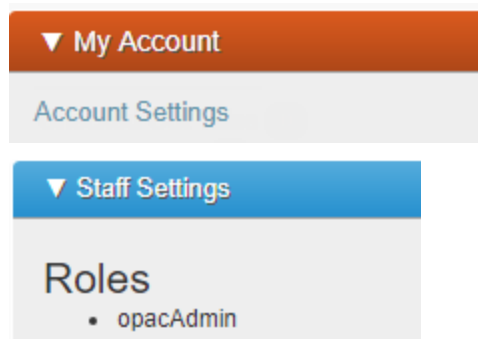 ▼ My Account
Account Settings
▼ Staff Settings
Roles
• opacAdmin